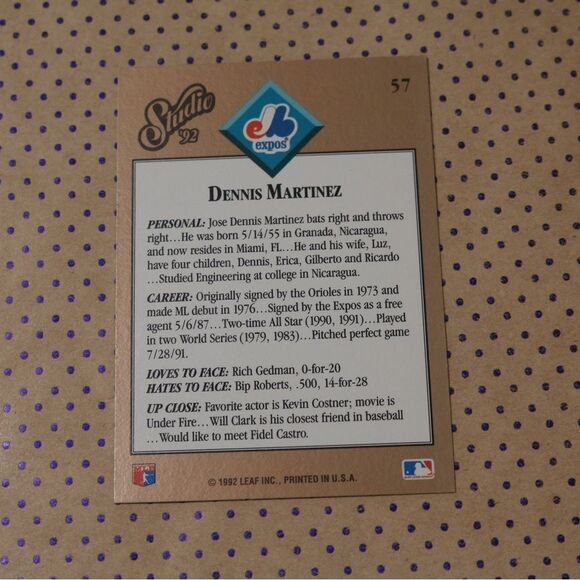 57
Studio
'92
expos
DENNIS MARTINEZ
PERSONAL: Jose Dennis Martinez bats right and throws
right...He was born 5/14/55 in Granada, Nicaragua,
and now resides in Miami, FL...He and his wife, Luz,
have four children, Dennis, Erica, Gilberto and Ricardo
...Studied Engineering at college in Nicaragua.
CAREER: Originally signed by the Orioles in 1973 and
made ML debut in 1976...Signed by the Expos as a free
agent 5/6/87...Two-time All Star (1990, 1991)...Played
in two World Series (1979, 1983)...Pitched perfect game
7/28/91.
LOVES TO FACE: Rich Gedman, 0-for-20
HATES TO FACE: Bip Roberts, .500, 14-for-28
UP CLOSE: Favorite actor is Kevin Costner; movie is
Under Fire...Will Clark is his closest friend in baseball
...Would like to meet Fidel Castro.
© 1992 LEAF INC., PRINTED IN U.S.A.